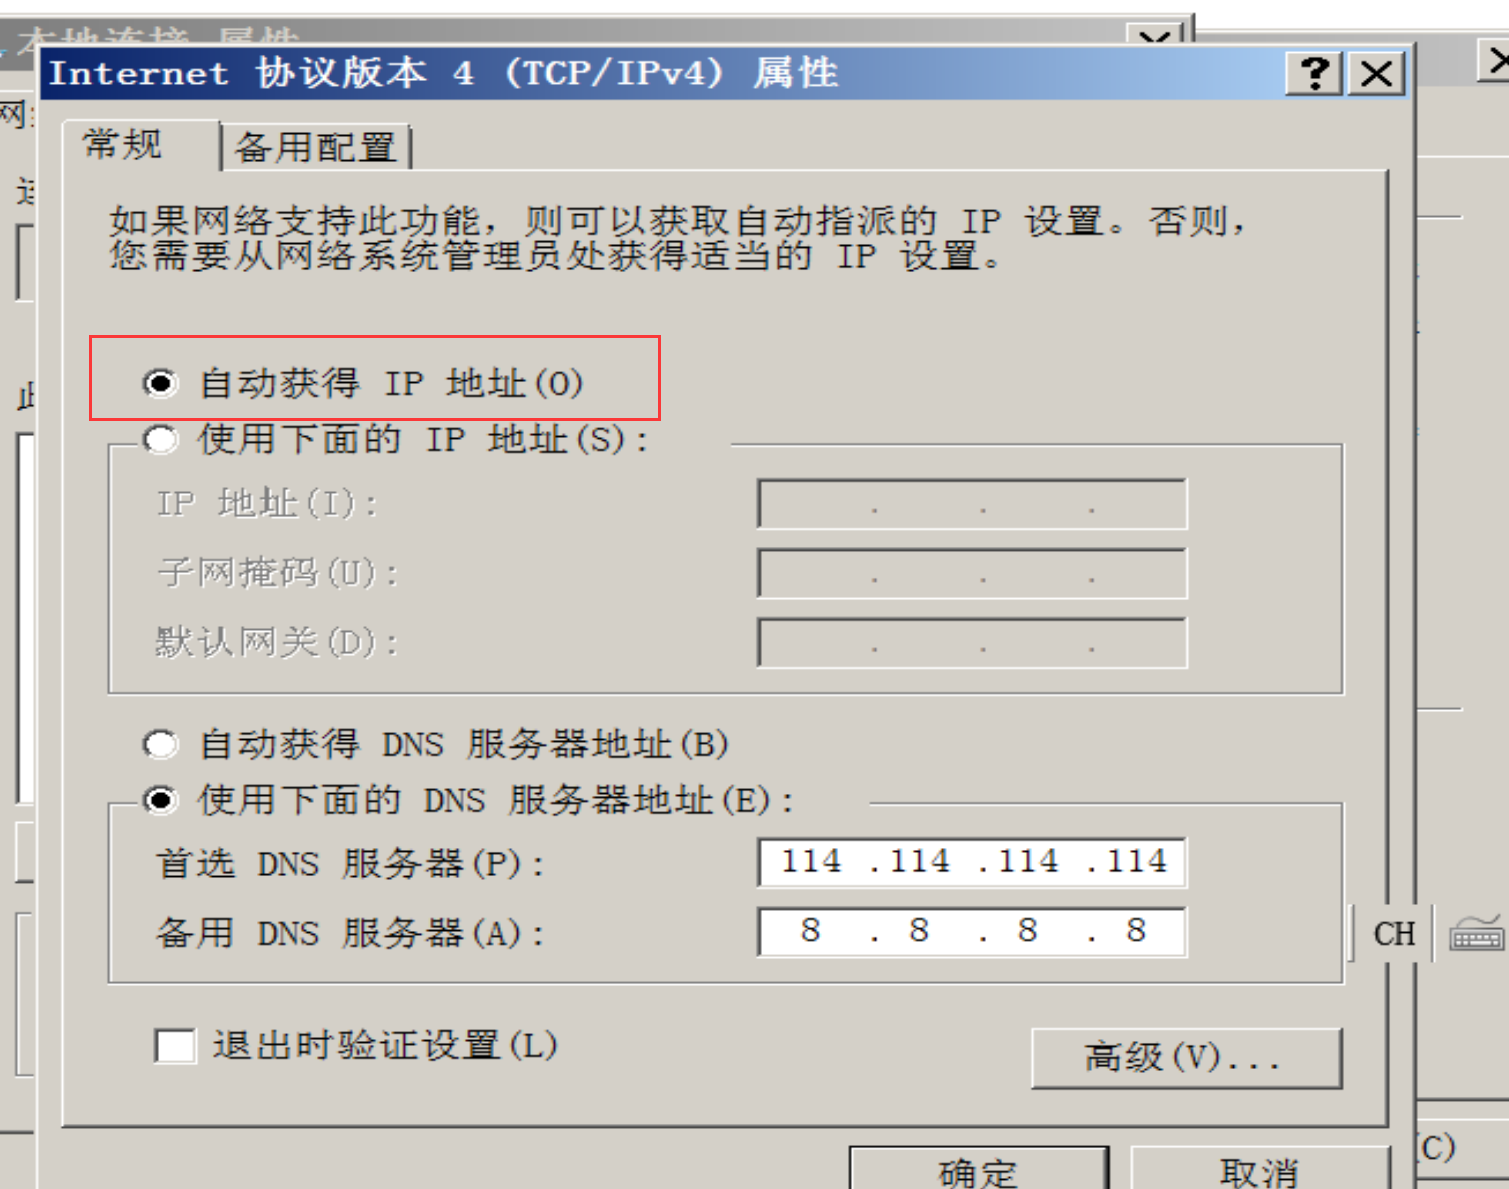 本地连接 属性
Internet 协议版本 4 (TCP/IPv4) 属性
常规
备用配置
如果网络支持此功能，则可以获取自动指派的 IP 设置。否则，
您需要从网络系统管理员处获得适当的 IP 设置。
自动获得 IP 地址(O)
使用下面的 IP 地址(S):
IP 地址(I):
子网掩码(U):
默认网关(D):
自动获得 DNS 服务器地址(B)
使用下面的 DNS 服务器地址(E):
首选 DNS 服务器(P): 114 .114 .114 .114
备用 DNS 服务器(A): 8 . 8 . 8 . 8
CH
退出时验证设置(L)
高级(V)...
(C)
确定
取消